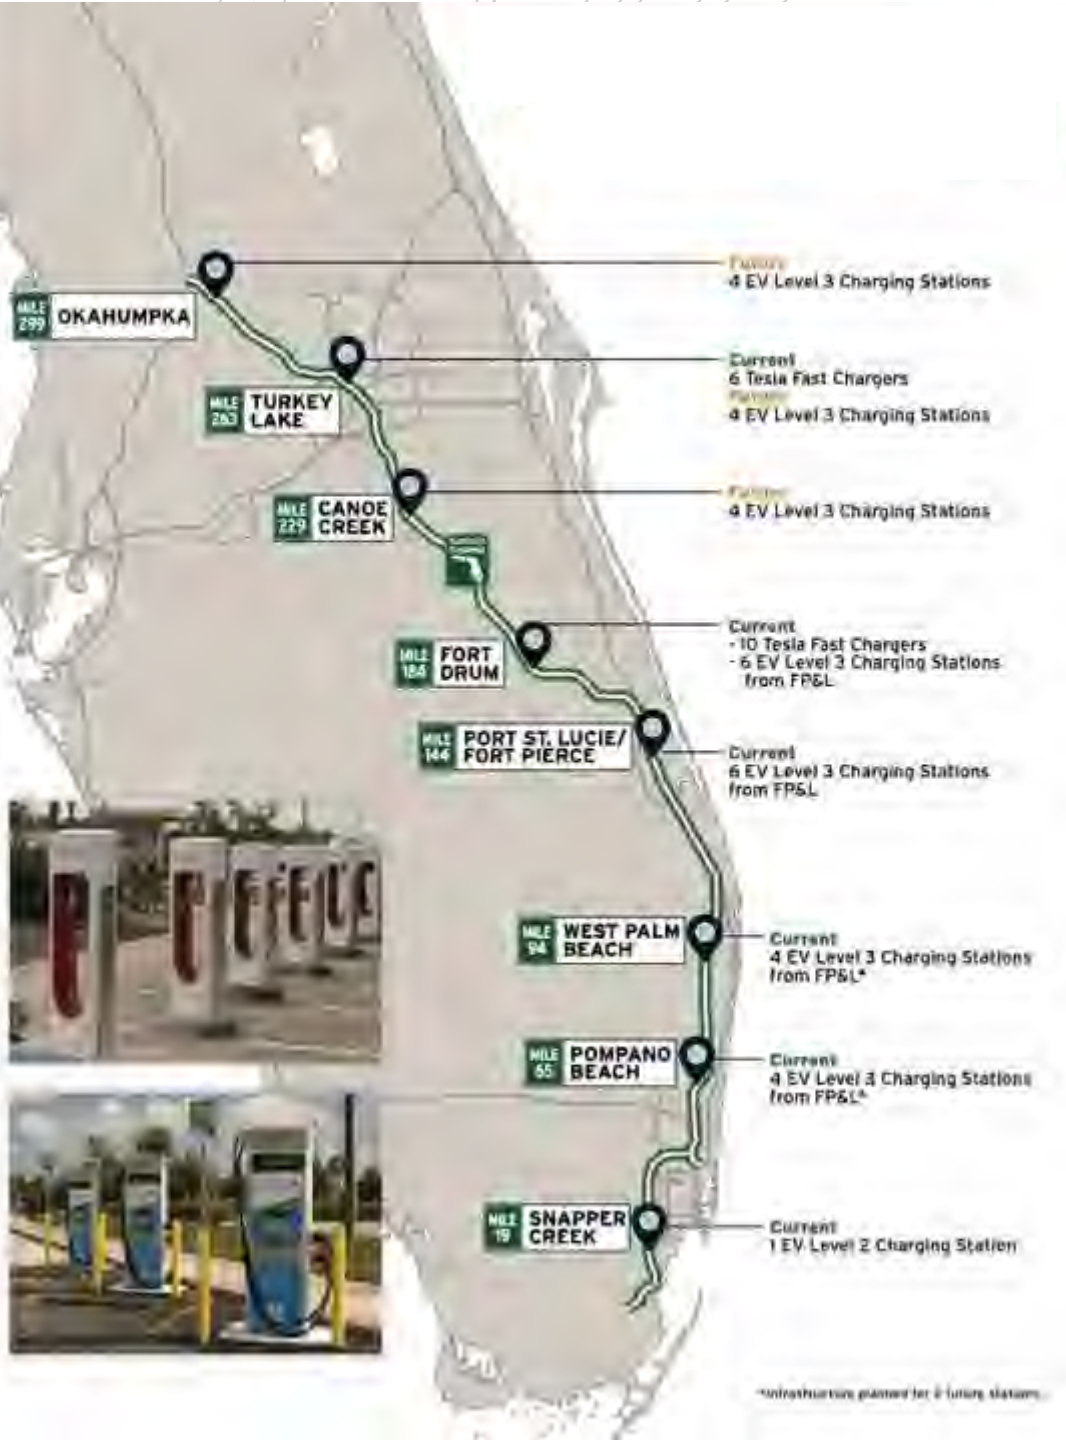 Future
4 EV Level 3 Charging Stations
MILE
299
OKAHUMPKA
Current
6 Tesla Fast Chargers
Future
4 EV Level 3 Charging Stations
MILE
263
TURKEY
LAKE
Future
4 EV Level 3 Charging Stations
MILE
229
CANOE
CREEK
Current
- 10 Tesla Fast Chargers
- 6 EV Level 3 Charging Stations
from FP&L
MILE
184
FORT
DRUM
MILE
144
PORT ST. LUCIE/
FORT PIERCE
Current
6 EV Level 3 Charging Stations
from FP&L
MILE
94
WEST PALM
BEACH
Current
4 EV Level 3 Charging Stations
from FP&L*
MILE
65
POMPANO
BEACH
Current
4 EV Level 3 Charging Stations
from FP&L*
MILE
19
SNAPPER
CREEK
Current
1 EV Level 2 Charging Station
*Infrastructure planned for future stations